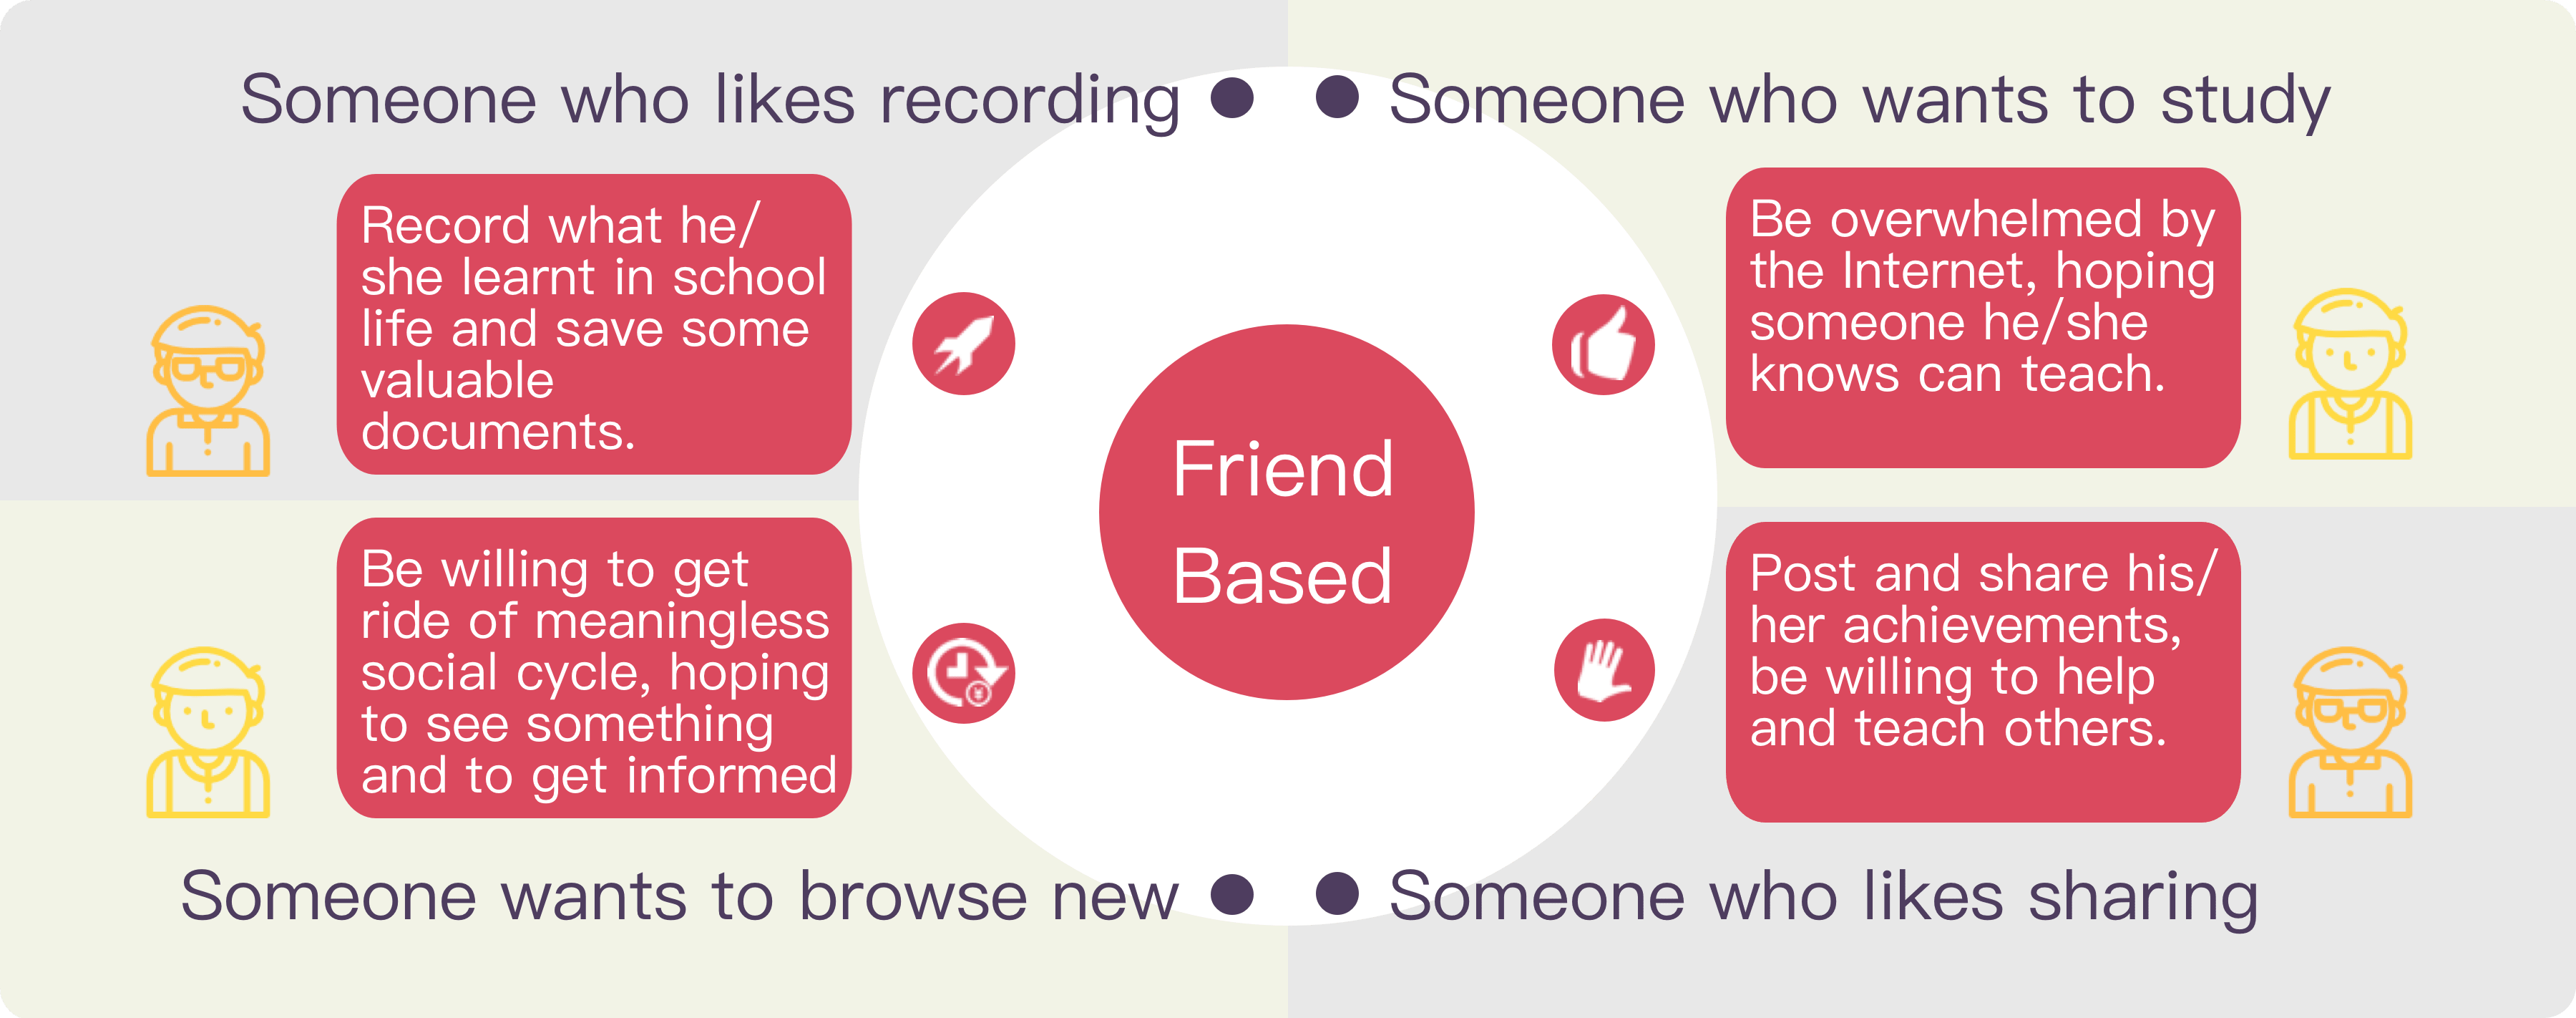 Someone who likes recording
Record what he/
she learnt in school
life and save some
valuable
documents.
Someone who wants to study
Be overwhelmed by
the Internet, hoping
someone he/she
knows can teach.
Friend
Based
Be willing to get
ride of meaningless
social cycle, hoping
to see something
and to get informed
Someone wants to browse new
Post and share his/
her achievements,
be willing to help
and teach others.
Someone who likes sharing
¥